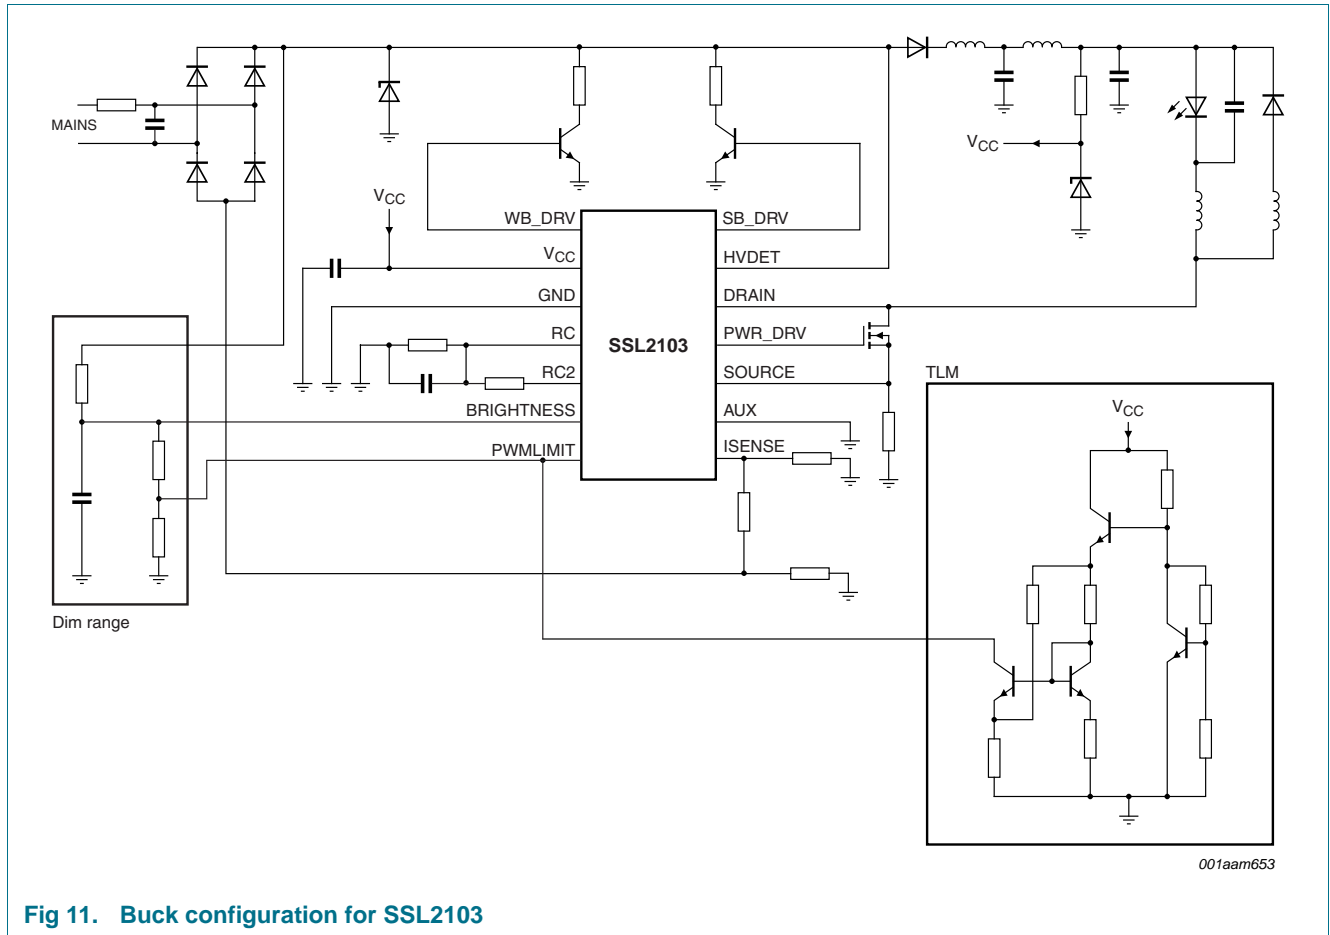 MAINS
VCC
VCC
WB_DRV
SB_DRV
VCC
HVDET
GND
DRAIN
RC
SSL2103
PWR_DRV
RC2
SOURCE
TLM
BRIGHTNESS
AUX
VCC
PWMLIMIT
ISENSE
Dim range
001aam653
Fig 11. Buck configuration for SSL2103